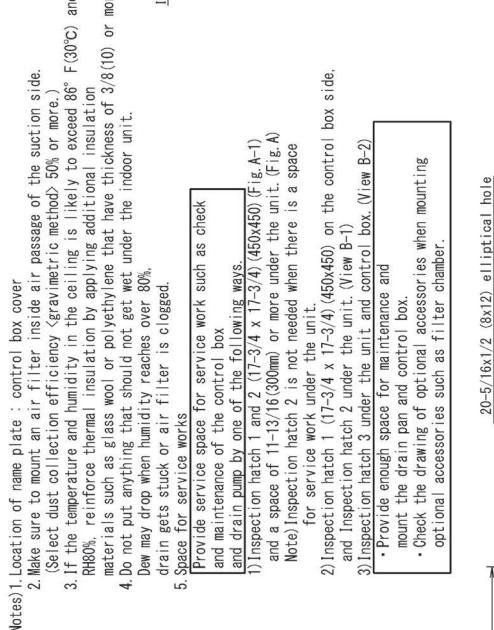 Notes) 1. Location of name plate : control box cover
2. Make sure to mount an air filter inside air passage of the suction side.
(Select dust collection efficiency <gravimetric method> 50% or more.)
3. If the temperature and humidity in the ceiling is likely to exceed 86° F(30°C) and
RH80%, reinforce thermal insulation by applying additional insulation
materials such as glass wool or polyethylene that have thickness of 3/8(10) or mo
4. Do not put anything that should not get wet under the indoor unit.
Dew may drop when humidity reaches over 80%,
drain gets stuck or air filter is clogged.
5. Space for service works
Provide service space for service work such as check
and maintenance of the control box
and drain pump by one of the following ways.
1) Inspection hatch 1 and 2 (17-3/4 x 17-3/4) (450x450) (Fig. A-1)
and a space of 11-13/16(300mm) or more under the unit. (Fig. A)
Note) Inspection hatch 2 is not needed when there is a space
for service work under the unit.
2) Inspection hatch 1 (17-3/4 x 17-3/4) (450x450) on the control box side,
and Inspection hatch 2 under the unit. (View B-1)
3) Inspection hatch 3 under the unit and control box. (View B-2)
・Provide enough space for maintenance and
mount the drain pan and control box.
・Check the drawing of optional accessories when mounting
optional accessories such as filter chamber.
20-5/16x1/2 (8x12) elliptical hole